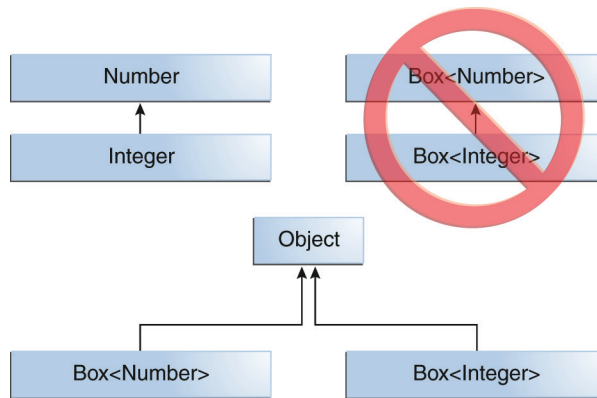 Number
Box<Number>
Integer
Box<Integer>
Object
Box<Number>
Box<Integer>